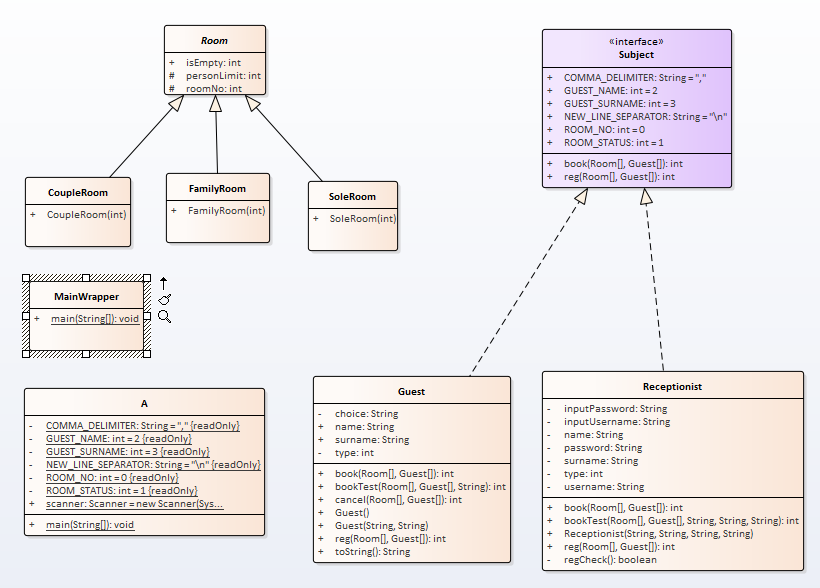 Room
+ isEmpty: int
# personLimit: int
# roomNo: int
«interface»
Subject
+ COMMA_DELIMITER: String = ","
+ GUEST_NAME: int = 2
+ GUEST_SURNAME: int = 3
+ NEW_LINE_SEPARATOR: String = "\n"
+ ROOM_NO: int = 0
+ ROOM_STATUS: int = 1
+ book(Room[], Guest[]): int
+ reg(Room[], Guest[]): int
CoupleRoom
+ CoupleRoom(int)
FamilyRoom
+ FamilyRoom(int)
SoleRoom
+ SoleRoom(int)
MainWrapper
+ main(String[]): void
A
- COMMA_DELIMITER: String = "," {readOnly}
- GUEST_NAME: int = 2 {readOnly}
- GUEST_SURNAME: int = 3 {readOnly}
- NEW_LINE_SEPARATOR: String = "\n" {readOnly}
- ROOM_NO: int = 0 {readOnly}
- ROOM_STATUS: int = 1 {readOnly}
+ scanner: Scanner = new Scanner(Sys...
+ main(String[]): void
Guest
- choice: String
+ name: String
+ surname: String
- type: int
+ book(Room[], Guest[]): int
+ bookTest(Room[], Guest[], String): int
+ cancel(Room[], Guest[]): int
+ Guest()
+ Guest(String, String)
+ reg(Room[], Guest[]): int
+ toString(): String
Receptionist
- inputPassword: String
- inputUsername: String
- name: String
- password: String
- surname: String
- type: int
- username: String
+ book(Room[], Guest[]): int
+ bookTest(Room[], Guest[], String, String, String): int
+ Receptionist(String, String, String, String)
+ reg(Room[], Guest[]): int
- regCheck(): boolean